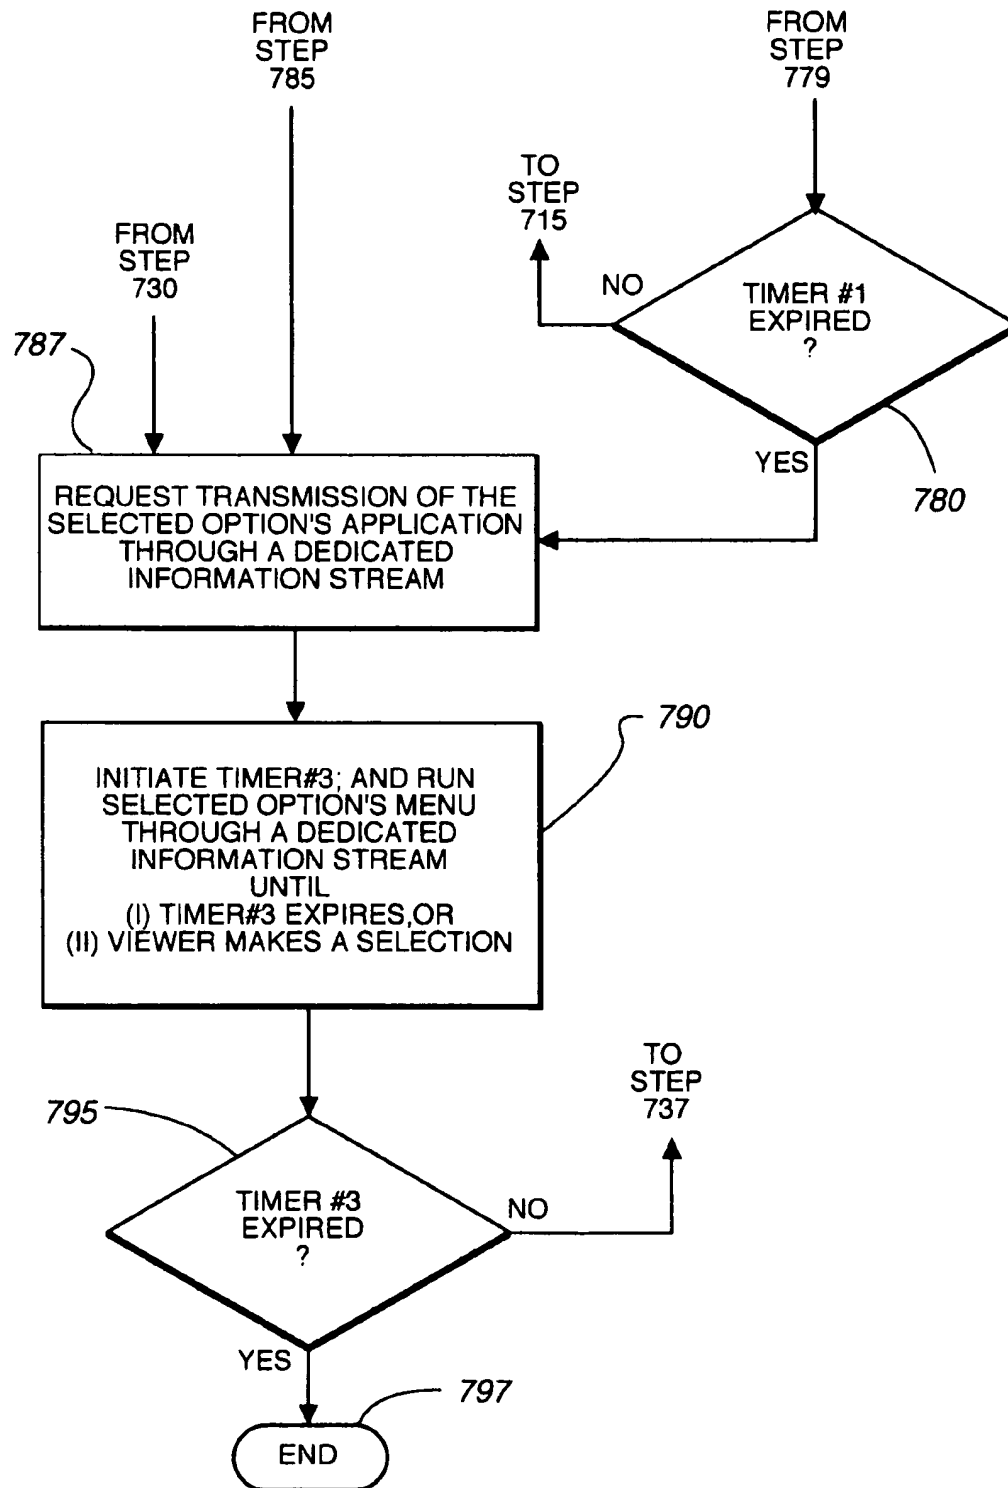 FROM
STEP
785
FROM
STEP
779
TO
STEP
715
FROM
STEP
730
NO
TIMER #1
EXPIRED
?
787
YES
780
REQUEST TRANSMISSION OF THE
SELECTED OPTION'S APPLICATION
THROUGH A DEDICATED
INFORMATION STREAM
790
INITIATE TIMER#3; AND RUN
SELECTED OPTION'S MENU
THROUGH A DEDICATED
INFORMATION STREAM
UNTIL
(I) TIMER#3 EXPIRES,OR
(II) VIEWER MAKES A SELECTION
TO
STEP
737
795
TIMER #3
EXPIRED
?
NO
YES
797
END